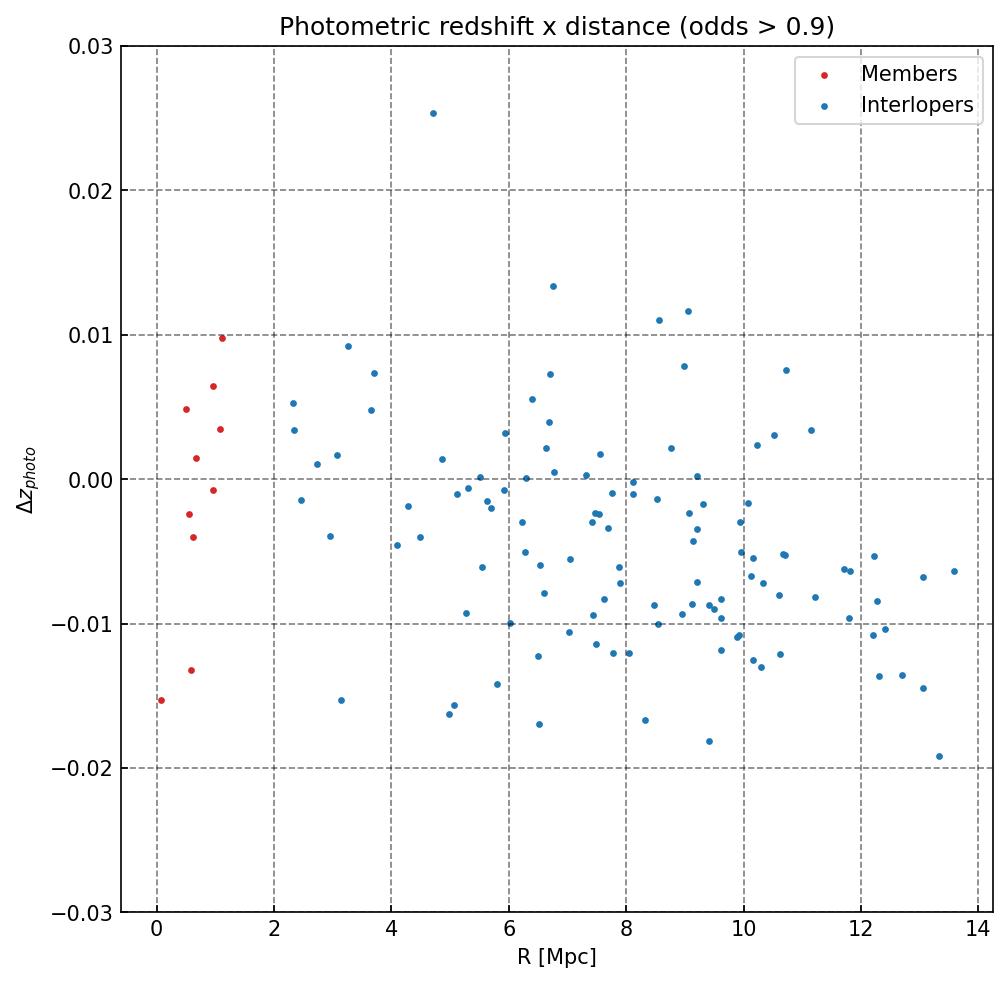 Photometric redshift x distance (odds > 0.9)
Members
Interlopers
0.03
0.02
0.01
0.00
−0.01
−0.02
−0.03
Δz_photo
0 2 4 6 8 10 12 14
R [Mpc]